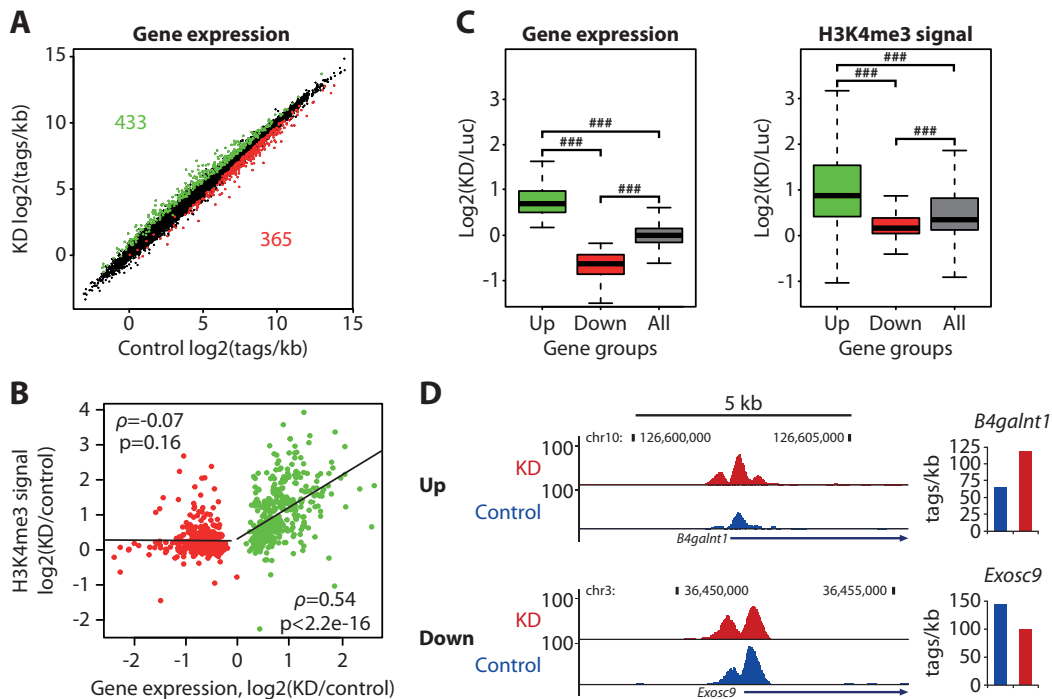 A
Gene expression
KD log2(tags/kb)
15
10
5
0
433
365
0
5
10
15
Control log2(tags/kb)
B
H3K4me3 signal
log2(KD/control)
4
3
2
1
0
-1
-2
ρ=-0.07
p=0.16
ρ=0.54
p<2.2e-16
-2
-1
0
1
2
Gene expression, log2(KD/control)
C
Gene expression
Log2(KD/Luc)
3
2
1
0
-1
###
###
###
Up
Down
All
Gene groups
H3K4me3 signal
Log2(KD/Luc)
3
2
1
0
-1
###
###
###
Up
Down
All
Gene groups
D
5 kb
chr10:
126,600,000
126,605,000
Up
100
KD
100
Control
B4galnt1
B4galnt1
tags/kb
125
100
75
50
25
0
chr3:
36,450,000
36,455,000
Down
100
KD
100
Control
Exosc9
Exosc9
tags/kb
150
100
50
0